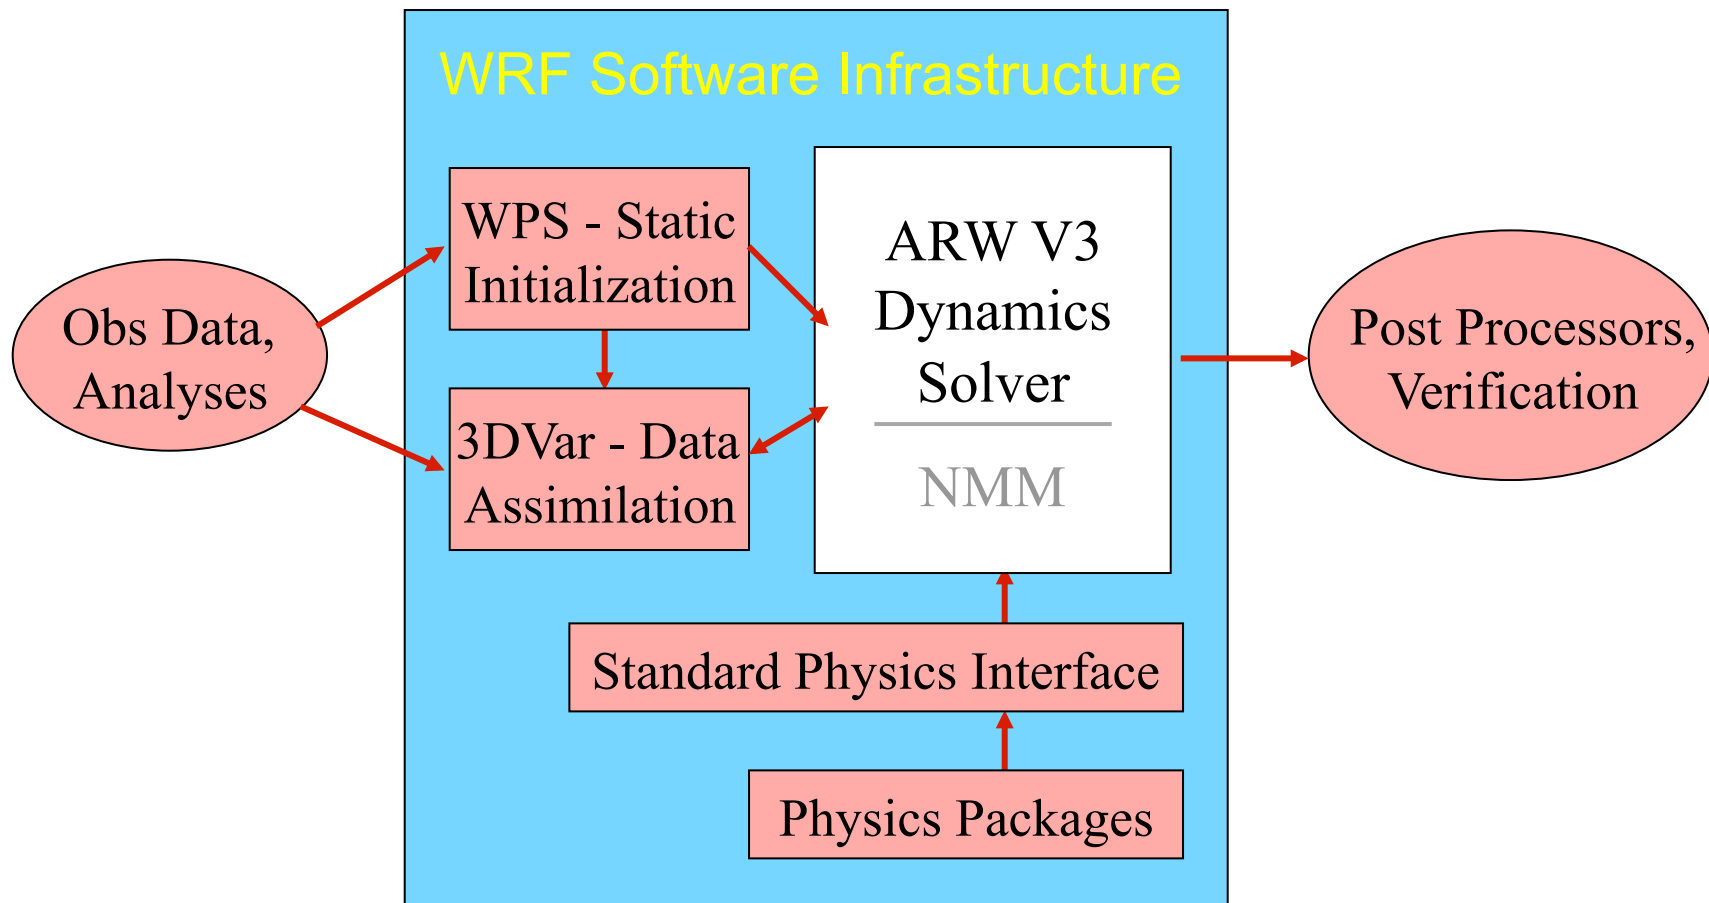 WRF Software Infrastructure
Obs Data,
Analyses
WPS - Static
Initialization
3DVar - Data
Assimilation
ARW V3
Dynamics
Solver
NMM
Post Processors,
Verification
Standard Physics Interface
Physics Packages